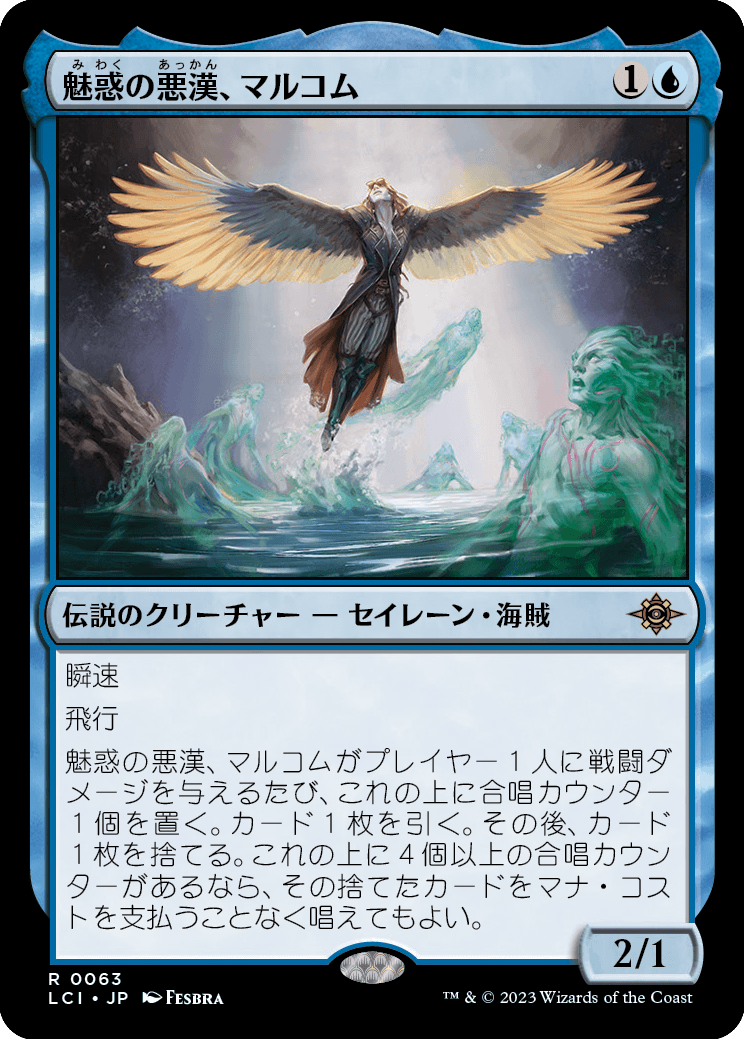 みわく あっかん
魅惑の悪漢、マルコム 1
伝説のクリーチャー — セイレーン・海賊
瞬速
飛行
魅惑の悪漢、マルコムがプレイヤー1人に戦闘ダ
メージを与えるたび、これの上に合唱カウンター
1個を置く。カード1枚を引く。その後、カード
1枚を捨てる。これの上に4個以上の合唱カウン
ターがあるなら、その捨てたカードをマナ・コス
トを支払うことなく唱えてもよい。
2/1
R 0063
LCI • JP FESBRA
™ & © 2023 Wizards of the Coast